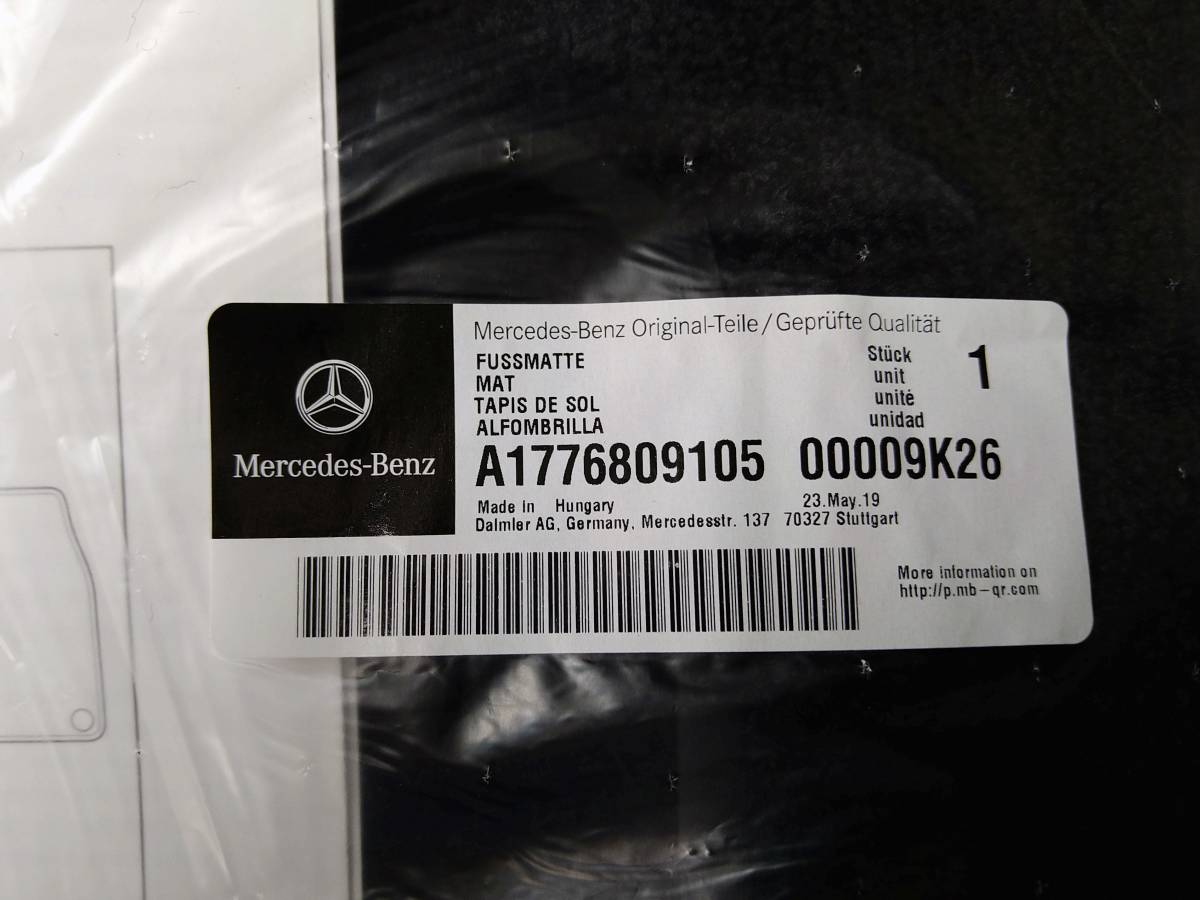 Mercedes-Benz
Mercedes-Benz Original-Teile/Geprüfte Qualität
FUSSMATTE
MAT
TAPIS DE SOL
ALFOMBRILLA
Stück
unit
unité
unidad
1
A1776809105 00009K26
Made In Hungary 23.May.19
Daimler AG, Germany, Mercedesstr. 137 70327 Stuttgart
More information on
http://p.mb-qr.com